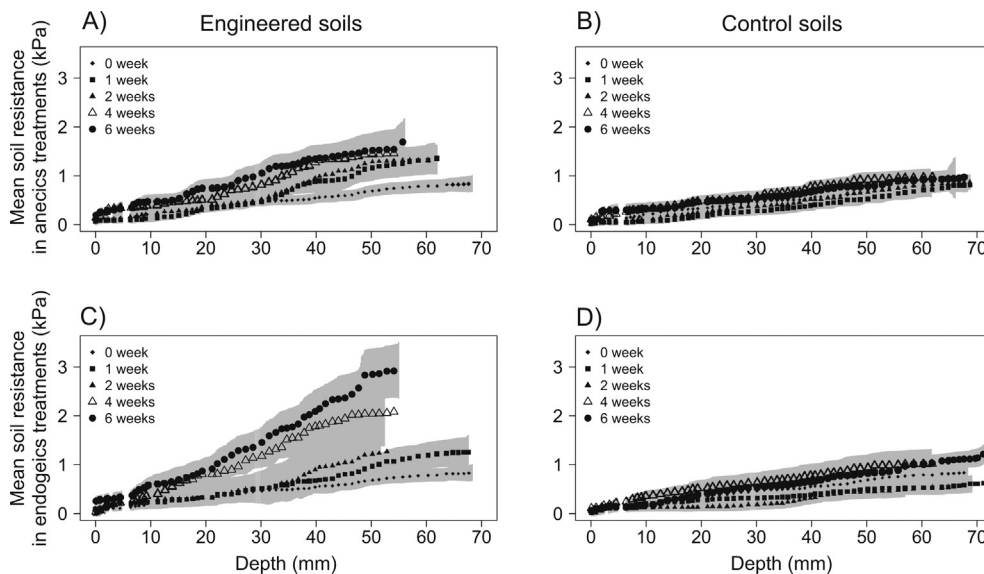 A) Engineered soils
B) Control soils
Mean soil resistance
in anecics treatments (kPa)
3
2
1
0
0 week
1 week
2 weeks
4 weeks
6 weeks
0 10 20 30 40 50 60 70
3
2
1
0
0 week
1 week
2 weeks
4 weeks
6 weeks
0 10 20 30 40 50 60 70
C)
D)
Mean soil resistance
in endogeics treatments (kPa)
3
2
1
0
0 week
1 week
2 weeks
4 weeks
6 weeks
0 10 20 30 40 50 60 70
Depth (mm)
3
2
1
0
0 week
1 week
2 weeks
4 weeks
6 weeks
0 10 20 30 40 50 60 70
Depth (mm)